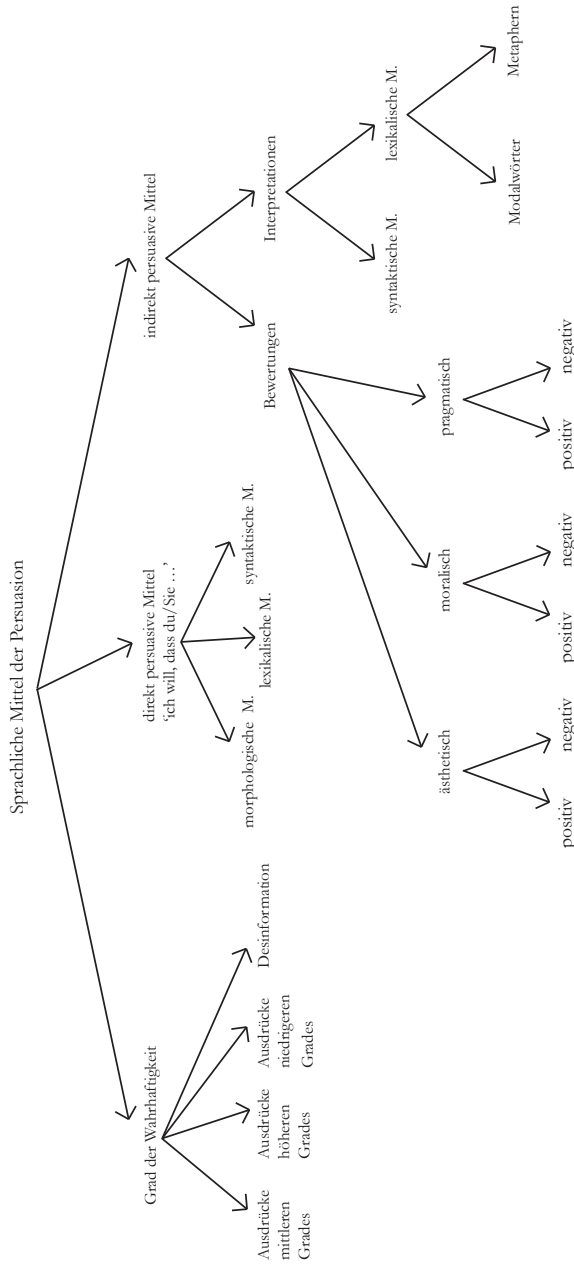 Sprachliche Mittel der Persuasion
Grad der Wahrhaftigkeit
direkt persuasive Mittel
‘ich will, dass du/Sie …’
indirekt persuasive Mittel
Ausdrücke
mittleren
Grades
Ausdrücke
höheren
Grades
Ausdrücke
niedrigeren
Grades
Desinformation
morphologische M.
lexikalische M.
syntaktische M.
Bewertungen
Interpretationen
syntaktische M.
lexikalische M.
ästhetisch
moralisch
pragmatisch
Modalwörter
Metaphern
positiv
negativ
positiv
negativ
positiv
negativ